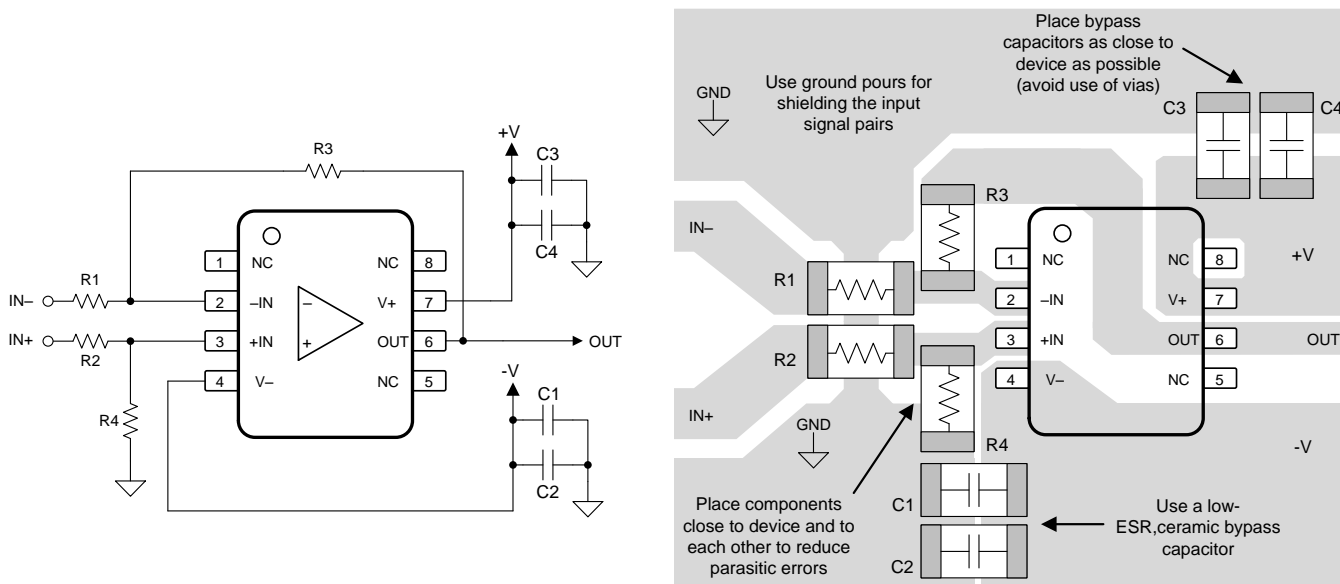 R3
+V
C3
C4
1
NC
NC
8
IN–
R1
2
–IN
–
V+
7
IN+
R2
3
+IN
+
OUT
6
OUT
4
V–
NC
5
R4
-V
C1
C2
Place bypass
capacitors as close to
device as possible
(avoid use of vias)
Use ground pours for
shielding the input
signal pairs
GND
C3
C4
R3
IN–
R1
1
NC
NC
8
+V
2
–IN
V+
7
R2
3
+IN
OUT
6
OUT
4
V–
NC
5
IN+
GND
R4
-V
Place components
close to device and to
each other to reduce
parasitic errors
C1
C2
Use a low-
ESR,ceramic bypass
capacitor